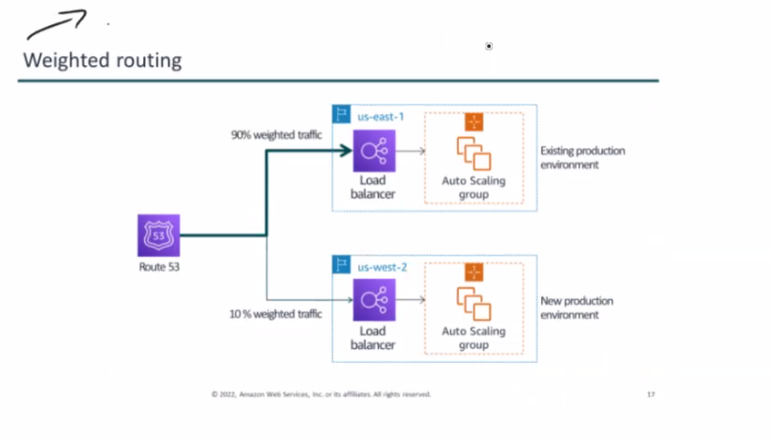 Weighted routing
us-east-1
90% weighted traffic
Load
balancer
Auto Scaling
group
Existing production
environment
53
Route 53
us-west-2
10 % weighted traffic
Load
balancer
Auto Scaling
group
New production
environment
© 2022, Amazon Web Services, Inc. or its affiliates. All rights reserved.
17